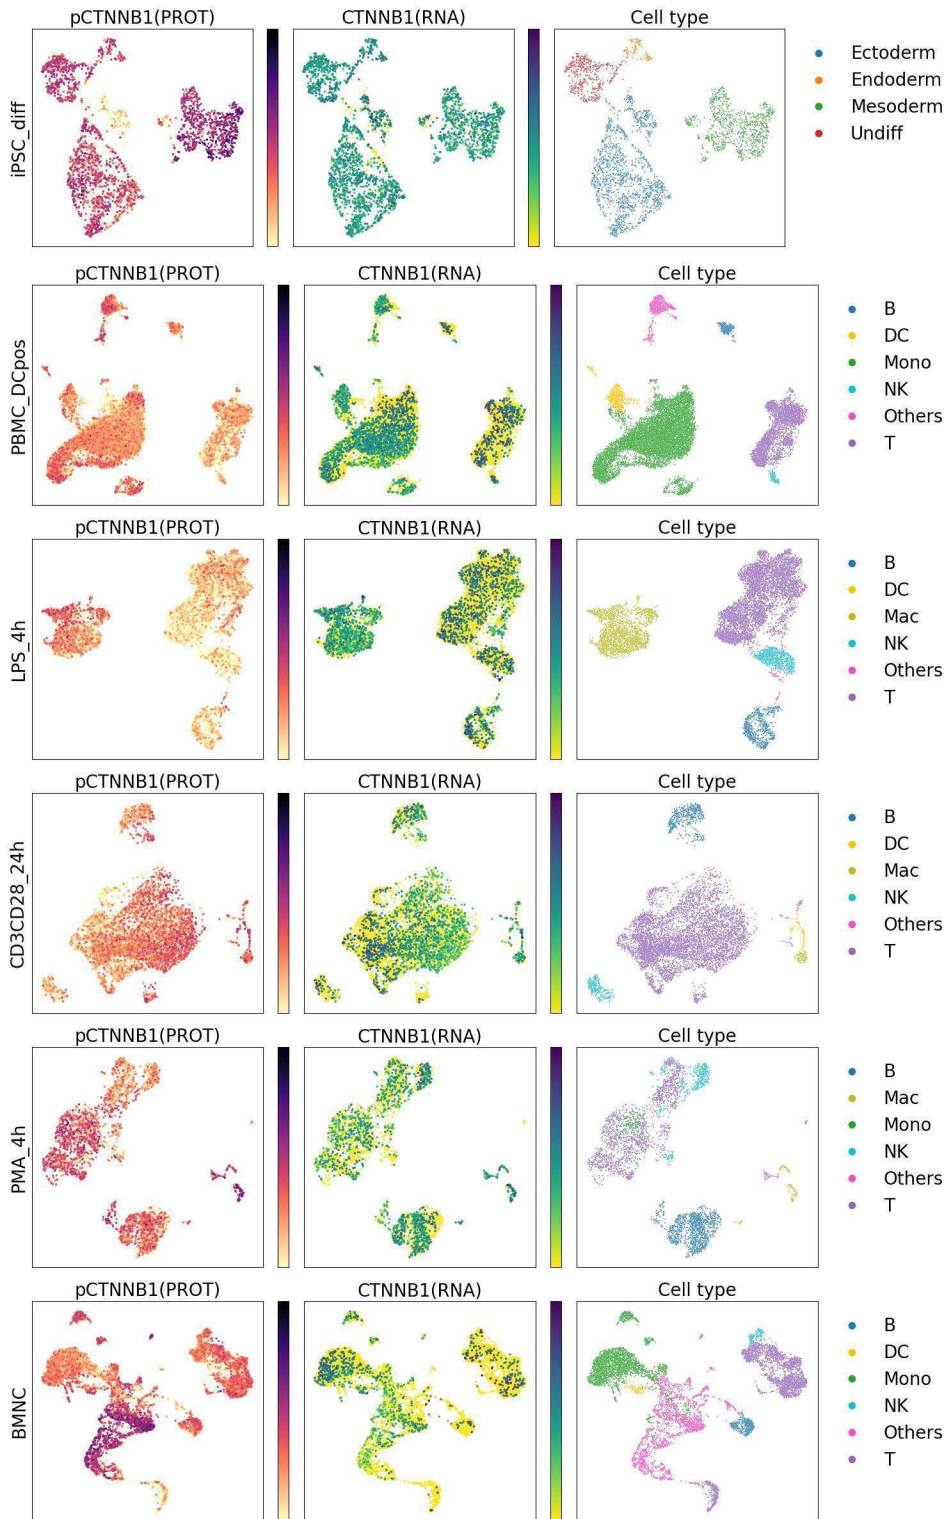 pCTNNB1(PROT) CTNNB1(RNA) Cell type
iPSC_diff
Ectoderm
Endoderm
Mesoderm
Undiff
pCTNNB1(PROT) CTNNB1(RNA) Cell type
PBMC_DCpos
B
DC
Mono
NK
Others
T
pCTNNB1(PROT) CTNNB1(RNA) Cell type
LPS_4h
B
DC
Mac
NK
Others
T
pCTNNB1(PROT) CTNNB1(RNA) Cell type
CD3CD28_24h
B
DC
Mac
NK
Others
T
pCTNNB1(PROT) CTNNB1(RNA) Cell type
PMA_4h
B
Mac
Mono
NK
Others
T
pCTNNB1(PROT) CTNNB1(RNA) Cell type
BMNC
B
DC
Mono
NK
Others
T